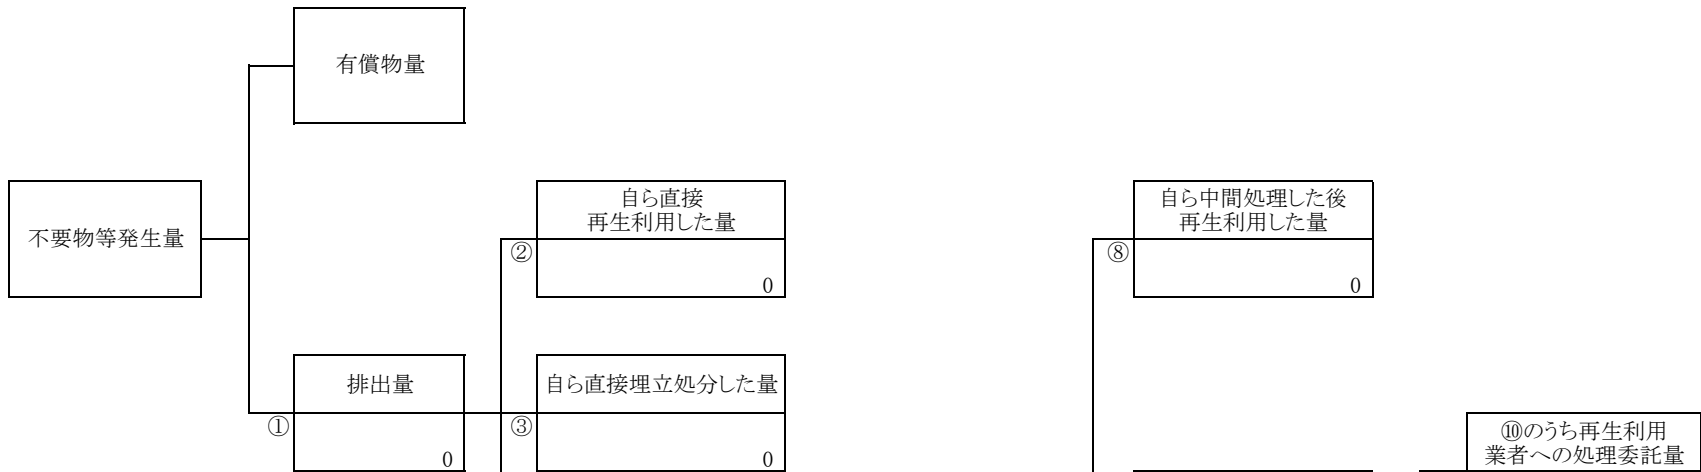 有償物量
不要物等発生量
自ら直接
再生利用した量
②
0
自ら中間処理した後
再生利用した量
⑧
0
排出量
①
0
自ら直接埋立処分した量
③
0
⑩のうち再生利用
業者への処理委託量